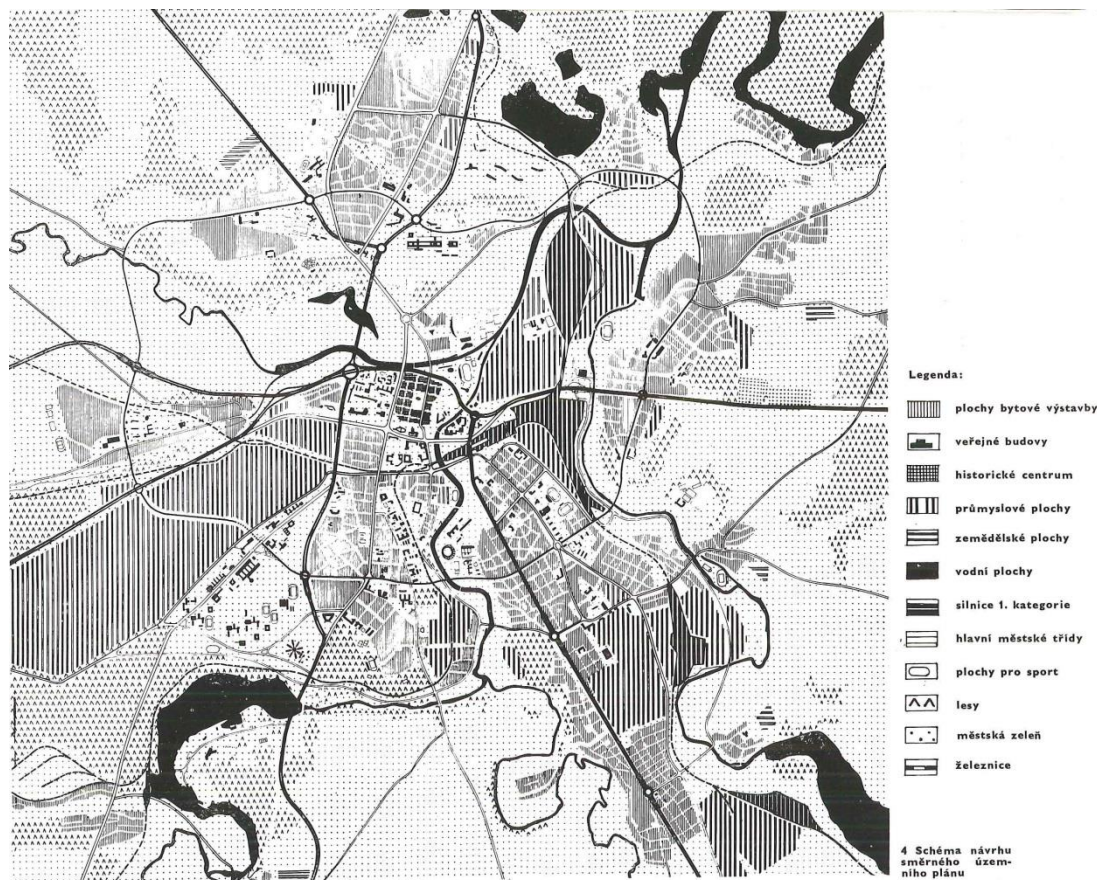 Legenda:
plochy bytové výstavby
veřejné budovy
historické centrum
průmyslové plochy
zemědělské plochy
vodní plochy
silnice 1. kategorie
hlavní městské třídy
plochy pro sport
lesy
městská zeleň
železnice
4 Schéma návrhu
směrného územ-
ního plánu